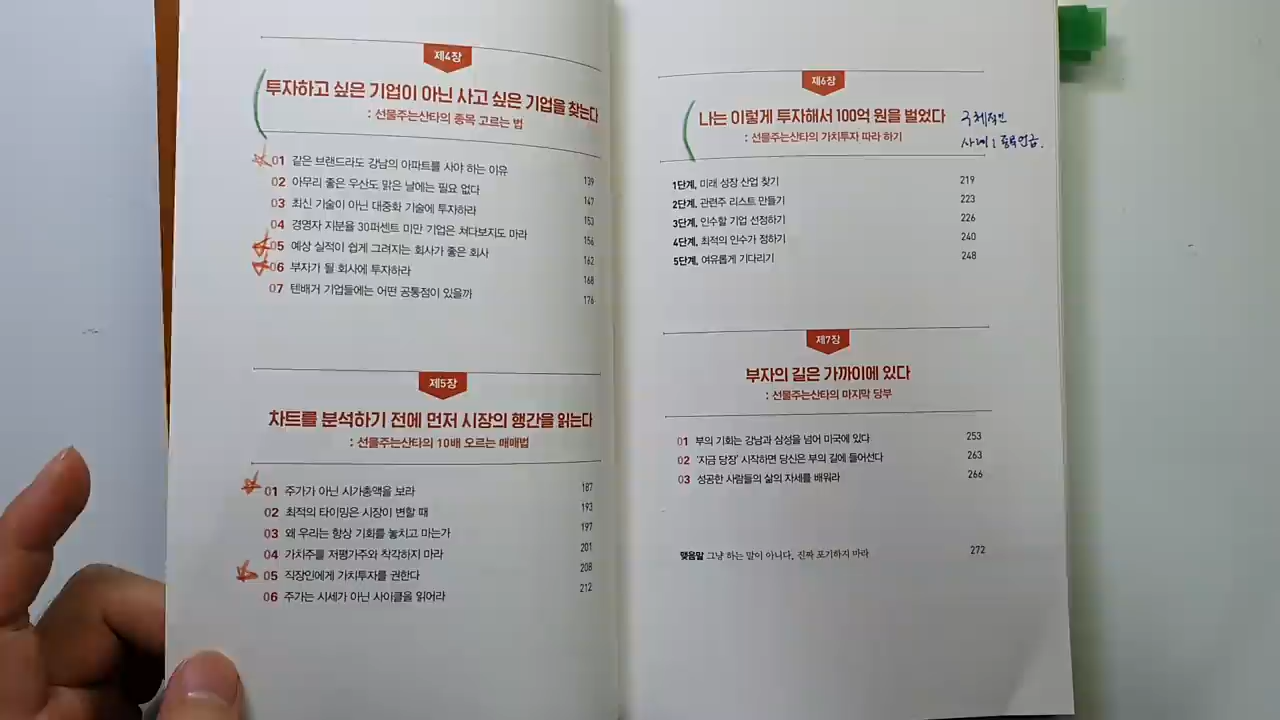 제4장
투자하고 싶은 기업이 아닌 사고 싶은 기업을 찾는다
: 선물주는산타의 종목 고르는 법
01 같은 브랜드라도 강남의 아파트를 사야 하는 이유 139
02 아무리 좋은 우산도 맑은 날에는 필요 없다 147
03 최신 기술이 아닌 대중화 기술에 투자하라 153
04 경영자 지분율 30퍼센트 미만 기업은 쳐다보지도 마라 156
05 예상 실적이 쉽게 그려지는 회사가 좋은 회사 162
06 부자가 될 회사에 투자하라 168
07 텐배거 기업들에는 어떤 공통점이 있을까 176
제5장
차트를 분석하기 전에 먼저 시장의 행간을 읽는다
: 선물주는산타의 10배 오르는 매매법
01 주가가 아닌 시가총액을 보라 187
02 최적의 타이밍은 시장이 변할 때 193
03 왜 우리는 항상 기회를 놓치고 마는가 197
04 가치주를 저평가주와 착각하지 마라 201
05 직장인에게 가치투자를 권한다 208
06 주가는 시세가 아닌 사이클을 읽어라 212
제6장
나는 이렇게 투자해서 100억 원을 벌었다
: 선물주는산타의 가치투자 따라 하기
구체적인
1단계, 미래 성장 산업 찾기 219
2단계, 관련주 리스트 만들기 223
3단계, 인수할 기업 선정하기 226
4단계, 최적의 인수가 정하기 240
5단계, 여유롭게 기다리기 248
제7장
부자의 길은 가까이에 있다
: 선물주는산타의 마지막 당부
01 부의 기회는 강남과 삼성을 넘어 미국에 있다 253
02 '지금 당장' 시작하면 당신은 부의 길에 들어선다 263
03 성공한 사람들의 삶의 자세를 배워라 266
맺음말 그냥 하는 말이 아니다. 진짜 포기하지 마라 272